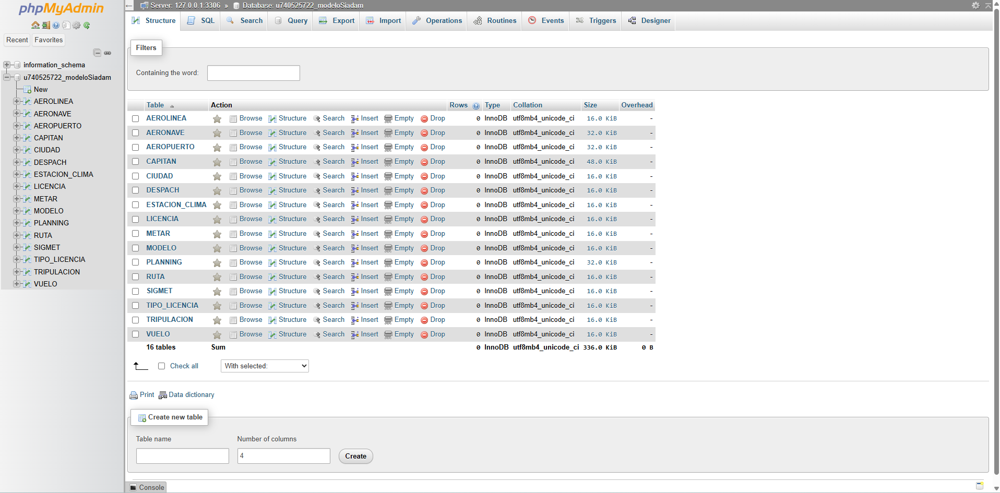 phpMyAdmin
Recent Favorites
information_schema
u740525722_modeloSiadam
New
AEROLINEA
AERONAVE
AEROPUERTO
CAPITAN
CIUDAD
DESPACH
ESTACION_CLIMA
LICENCIA
METAR
MODELO
PLANNING
RUTA
SIGMET
TIPO_LICENCIA
TRIPULACION
VUELO
Server: 127.0.0.1:3306 » Database: u740525722_modeloSiadam
Structure SQL Search Query Export Import Operations Routines Events Triggers Designer
Filters
Containing the word:
Table Action Rows Type Collation Size Overhead
AEROLINEA Browse Structure Search Insert Empty Drop 0 InnoDB utf8mb4_unicode_ci 16.0 KiB -
AERONAVE Browse Structure Search Insert Empty Drop 0 InnoDB utf8mb4_unicode_ci 32.0 KiB -
AEROPUERTO Browse Structure Search Insert Empty Drop 0 InnoDB utf8mb4_unicode_ci 32.0 KiB -
CAPITAN Browse Structure Search Insert Empty Drop 0 InnoDB utf8mb4_unicode_ci 48.0 KiB -
CIUDAD Browse Structure Search Insert Empty Drop 0 InnoDB utf8mb4_unicode_ci 16.0 KiB -
DESPACH Browse Structure Search Insert Empty Drop 0 InnoDB utf8mb4_unicode_ci 16.0 KiB -
ESTACION_CLIMA Browse Structure Search Insert Empty Drop 0 InnoDB utf8mb4_unicode_ci 16.0 KiB -
LICENCIA Browse Structure Search Insert Empty Drop 0 InnoDB utf8mb4_unicode_ci 16.0 KiB -
METAR Browse Structure Search Insert Empty Drop 0 InnoDB utf8mb4_unicode_ci 16.0 KiB -
MODELO Browse Structure Search Insert Empty Drop 0 InnoDB utf8mb4_unicode_ci 16.0 KiB -
PLANNING Browse Structure Search Insert Empty Drop 0 InnoDB utf8mb4_unicode_ci 32.0 KiB -
RUTA Browse Structure Search Insert Empty Drop 0 InnoDB utf8mb4_unicode_ci 16.0 KiB -
SIGMET Browse Structure Search Insert Empty Drop 0 InnoDB utf8mb4_unicode_ci 16.0 KiB -
TIPO_LICENCIA Browse Structure Search Insert Empty Drop 0 InnoDB utf8mb4_unicode_ci 16.0 KiB -
TRIPULACION Browse Structure Search Insert Empty Drop 0 InnoDB utf8mb4_unicode_ci 16.0 KiB -
VUELO Browse Structure Search Insert Empty Drop 0 InnoDB utf8mb4_unicode_ci 16.0 KiB -
16 tables Sum 0 InnoDB utf8mb4_unicode_ci 336.0 KiB 0 B
Check all With selected:
Print Data dictionary
Create new table
Table name Number of columns
4 Create
Console